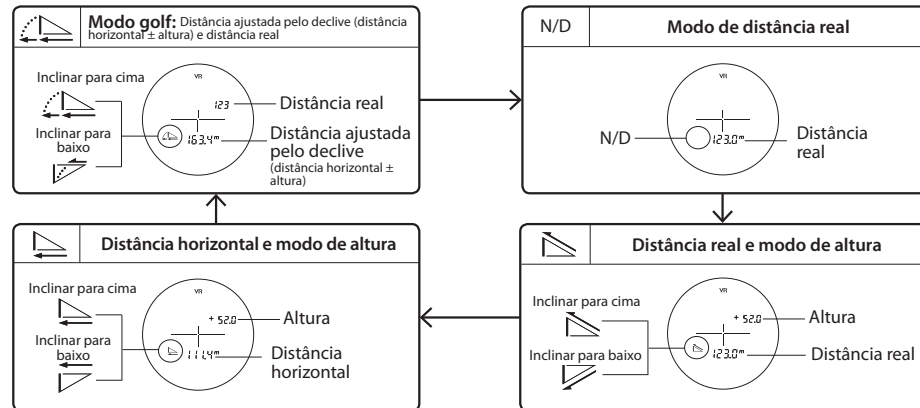 Modo golf: Distância ajustada pelo declive (distância
horizontal ± altura) e distância real
Inclinar para cima
Inclinar para
baixo
VR
123
163.4m
Distância real
Distância ajustada
pelo declive
(distância horizontal ±
altura)
N/D
Modo de distância real
VR
123.0m
N/D
Distância
real
Distância horizontal e modo de altura
Inclinar para cima
Inclinar para
baixo
VR
+ 52.0
111.4m
Altura
Distância
horizontal
Distância real e modo de altura
Inclinar para cima
Inclinar para baixo
VR
+ 52.0
123.0m
Altura
Distância real